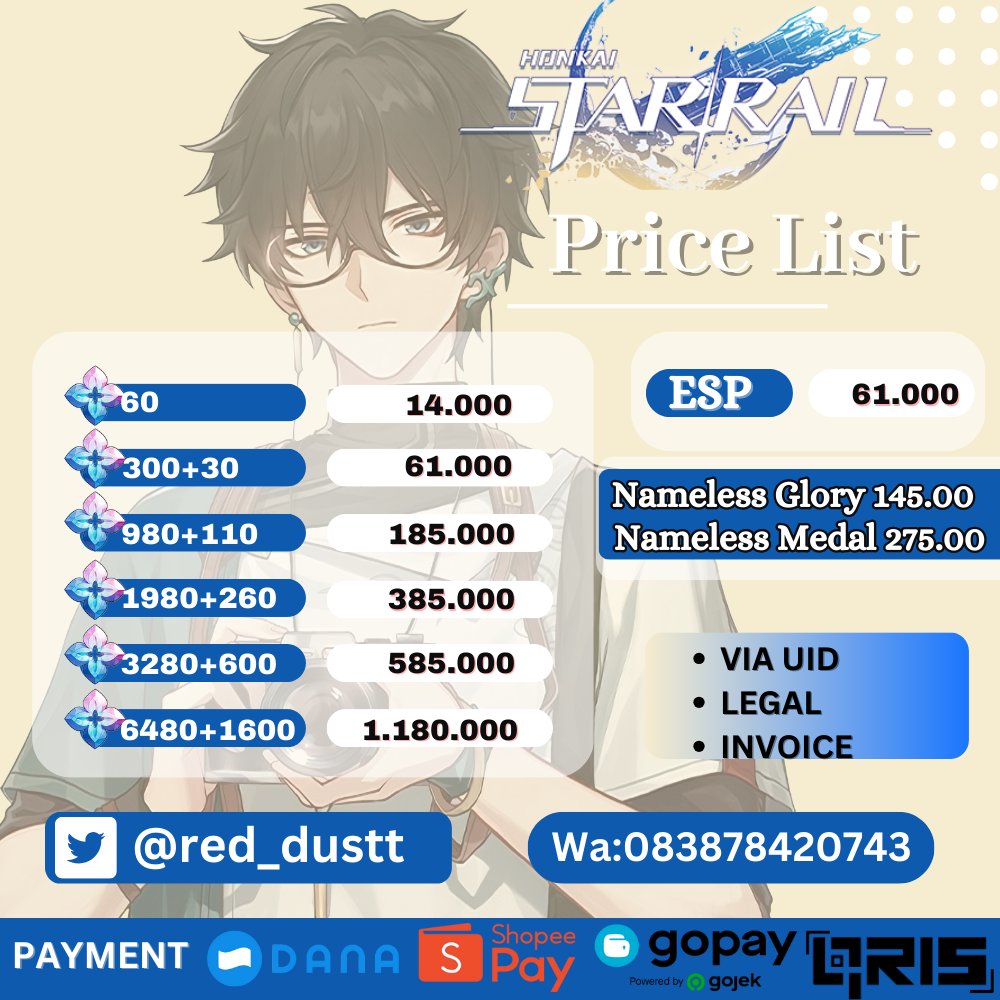 HONKAI
STAR RAIL
Price List
60 14.000
300+30 61.000
980+110 185.000
1980+260 385.000
3280+600 585.000
6480+1600 1.180.000
ESP 61.000
Nameless Glory 145.00
Nameless Medal 275.00
• VIA UID
• LEGAL
• INVOICE
@red_dustt
Wa:083878420743
PAYMENT
DANA
S
Shopee
Pay
gopay
Powered by gojek
QRIS